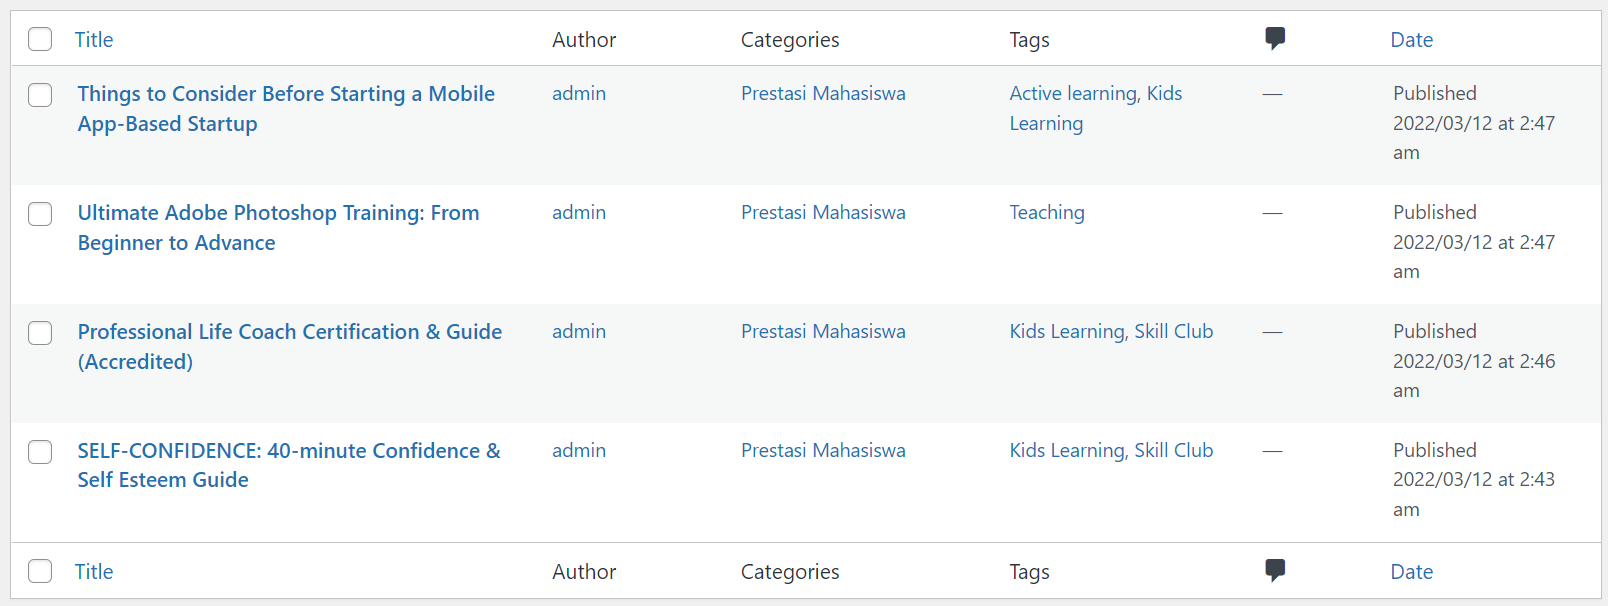 Title Author Categories Tags Date
Things to Consider Before Starting a Mobile admin Prestasi Mahasiswa Active learning, Kids — Published
App-Based Startup Learning 2022/03/12 at 2:47
am
Ultimate Adobe Photoshop Training: From admin Prestasi Mahasiswa Teaching — Published
Beginner to Advance 2022/03/12 at 2:47
am
Professional Life Coach Certification & Guide admin Prestasi Mahasiswa Kids Learning, Skill Club — Published
(Accredited) 2022/03/12 at 2:46
am
SELF-CONFIDENCE: 40-minute Confidence & admin Prestasi Mahasiswa Kids Learning, Skill Club — Published
Self Esteem Guide 2022/03/12 at 2:43
am
Title Author Categories Tags Date